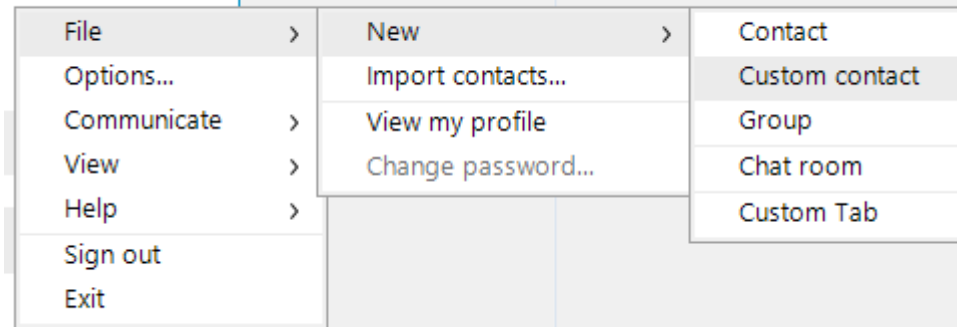 File
Options...
Communicate
View
Help
Sign out
Exit
New
Import contacts...
View my profile
Change password...
Contact
Custom contact
Group
Chat room
Custom Tab